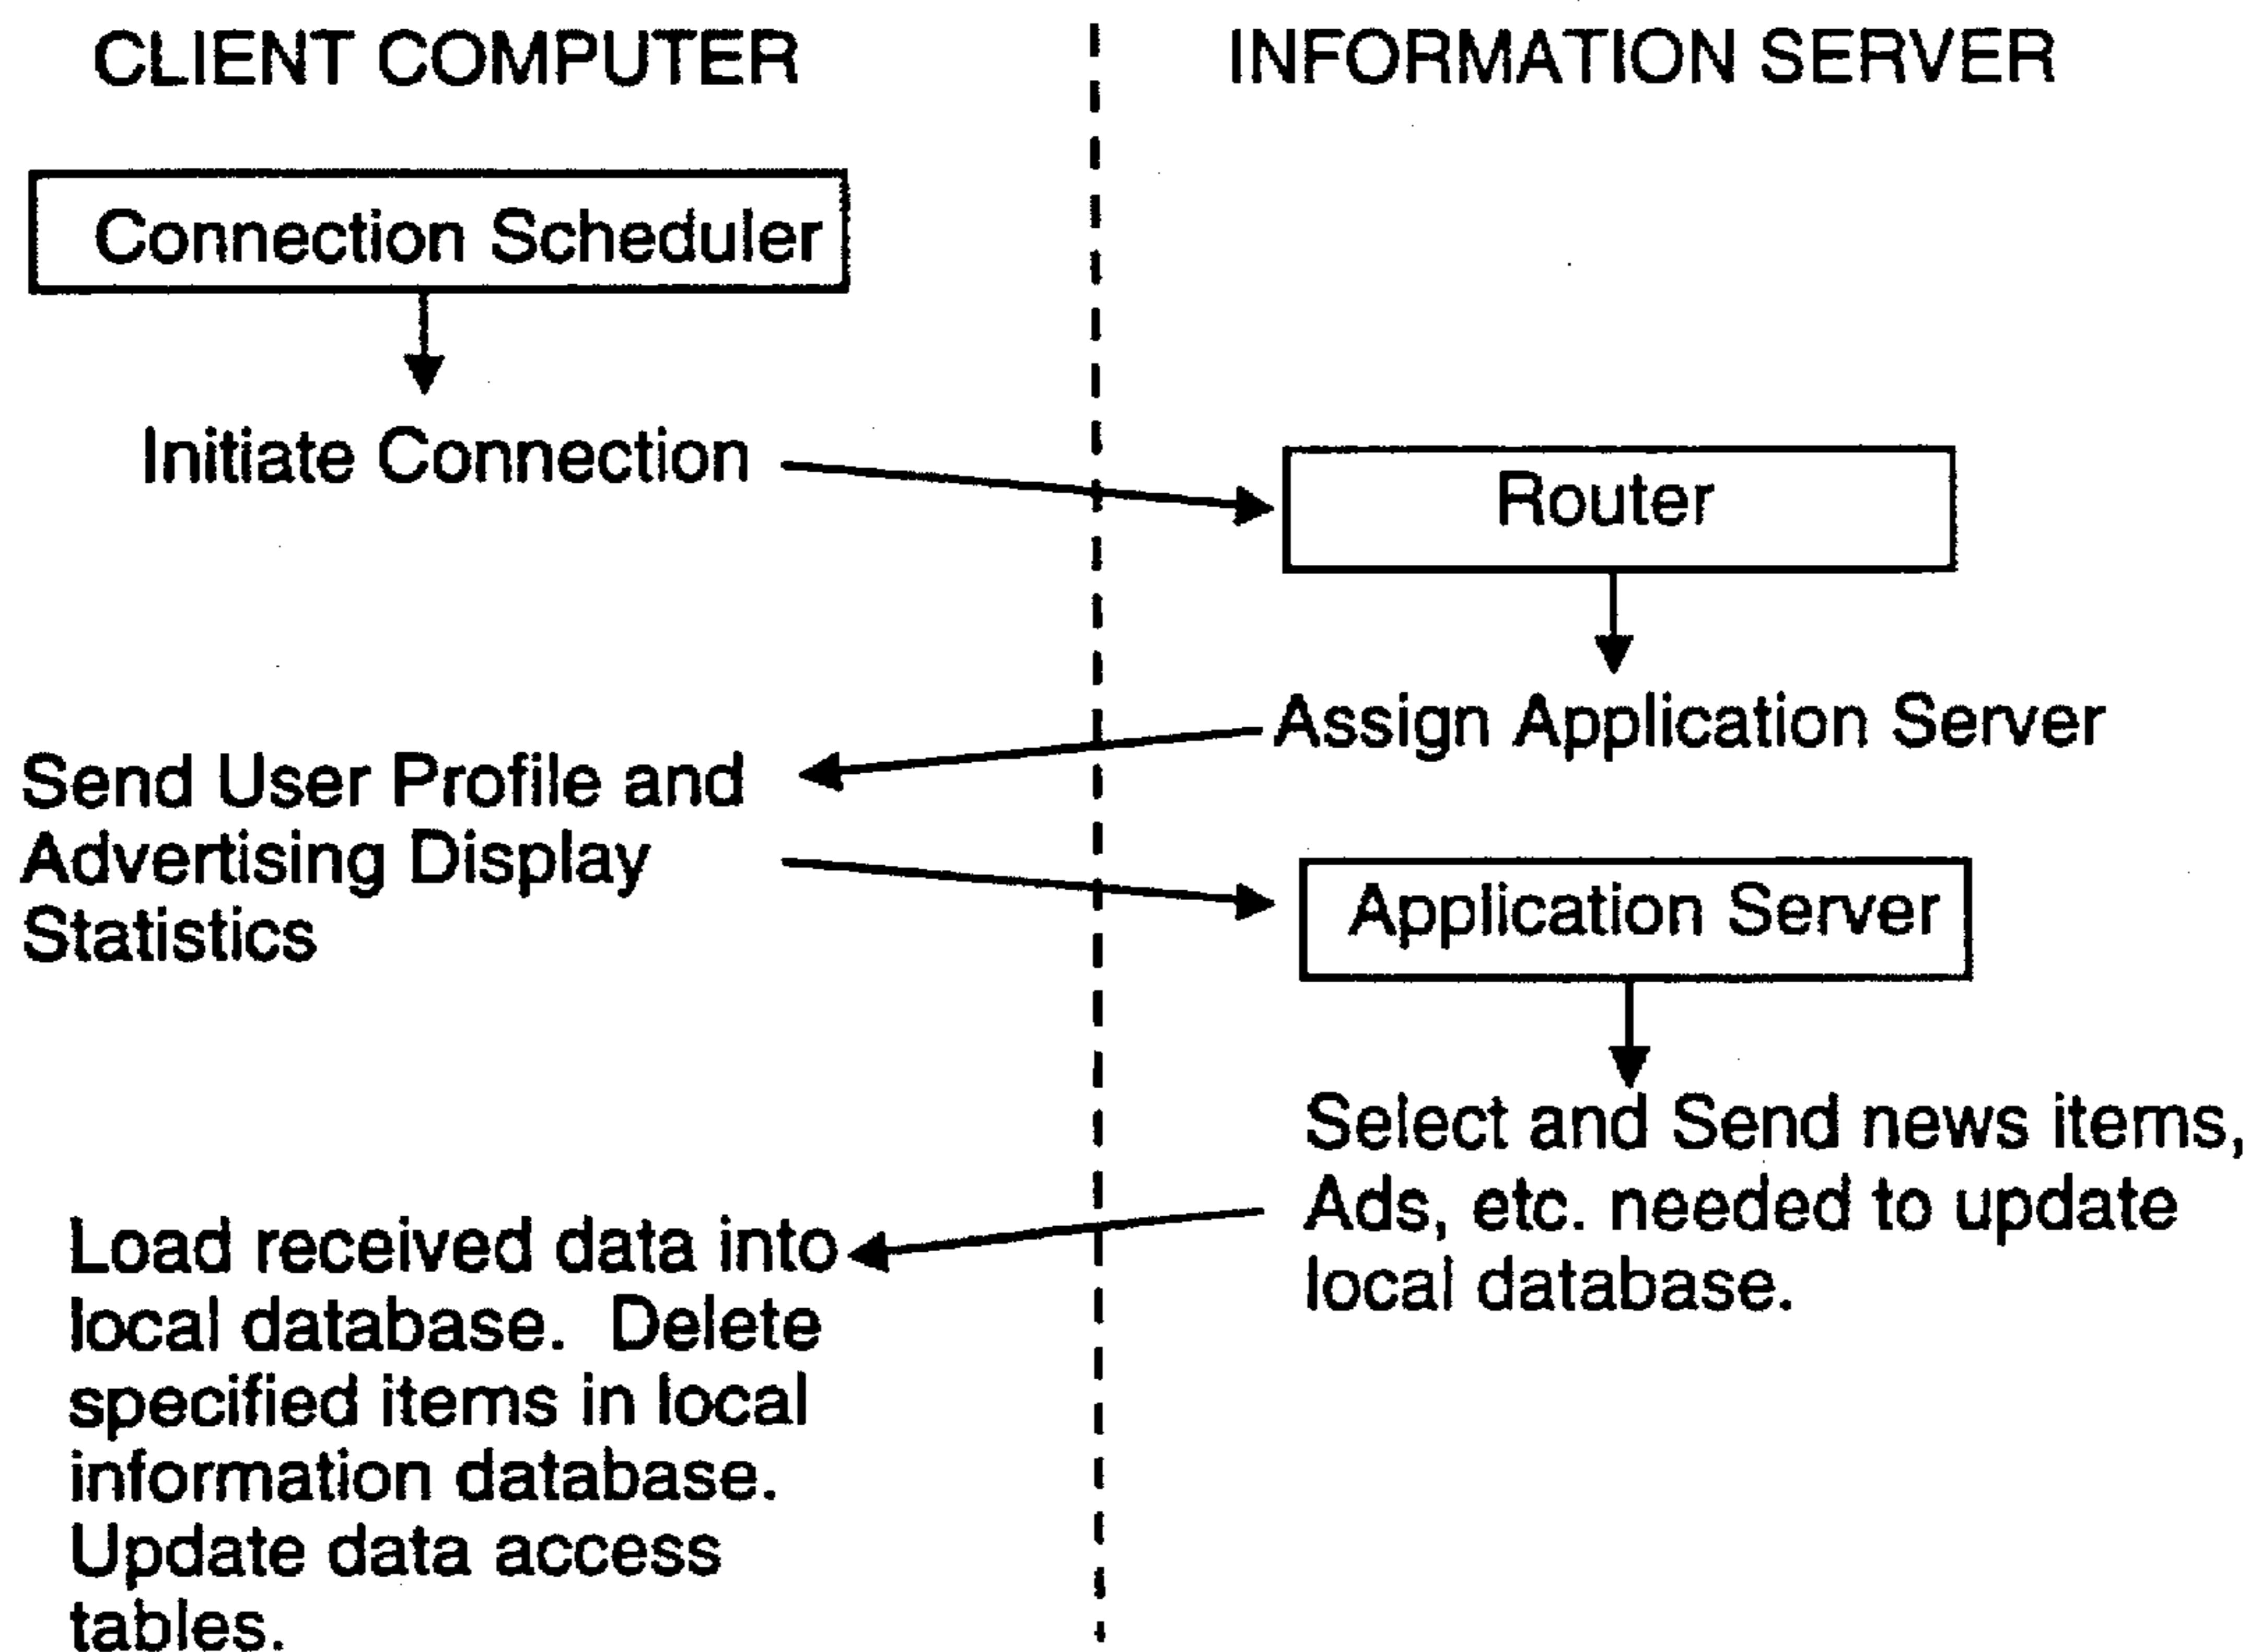 CLIENT COMPUTER
INFORMATION SERVER
Connection Scheduler
Initiate Connection
Router
Assign Application Server
Send User Profile and
Advertising Display
Statistics
Application Server
Select and Send news items,
Ads, etc. needed to update
local database.
Load received data into
local database. Delete
specified items in local
information database.
Update data access
tables.